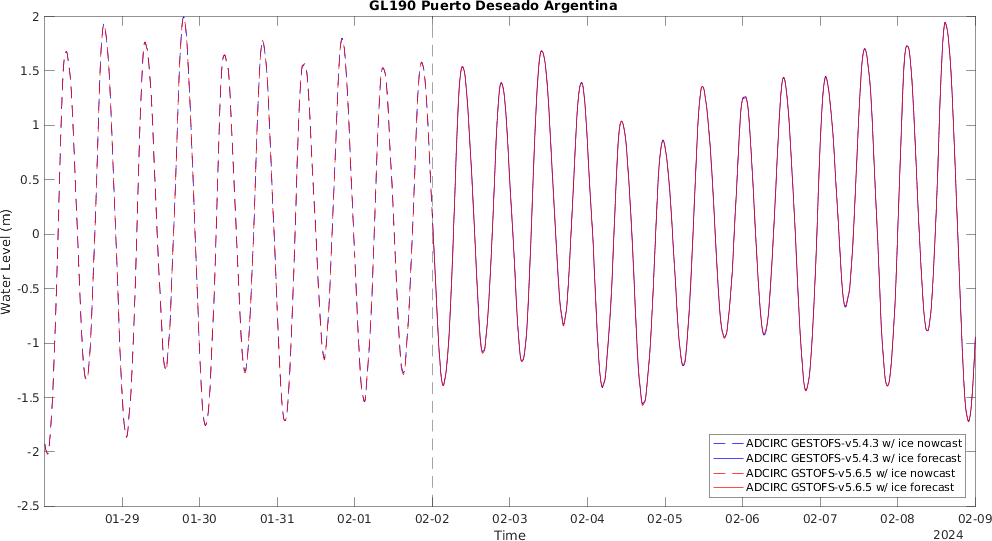 GL190 Puerto Deseado Argentina
Water Level (m)
2
1.5
1
0.5
0
-0.5
-1
-1.5
-2
-2.5
ADCIRC GESTOFS-v5.4.3 w/ ice nowcast
ADCIRC GESTOFS-v5.4.3 w/ ice forecast
ADCIRC GSTOFS-v5.6.5 w/ ice nowcast
ADCIRC GSTOFS-v5.6.5 w/ ice forecast
01-29 01-30 01-31 02-01 02-02 02-03 02-04 02-05 02-06 02-07 02-08 02-09
Time
2024